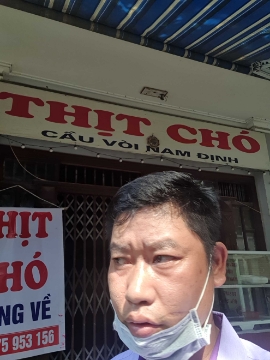 THỊT CHÓ
CẦU VÒI NAM ĐỊNH
HỊT
HÓ
NG VỀ
75 953 156